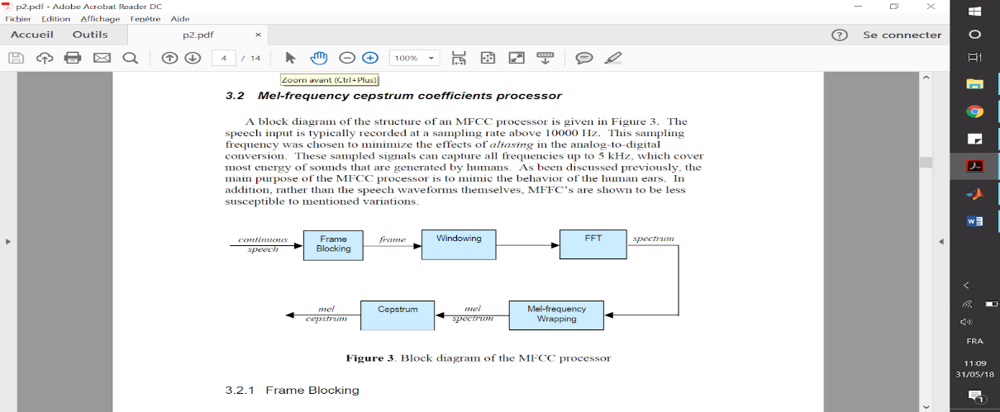 p2.pdf - Adobe Acrobat Reader DC
Fichier Edition Affichage Fenêtre Aide
Accueil Outils p2.pdf × ? Se connecter
4 / 14 100%
Zoom avant (Ctrl+Plus)
3.2 Mel-frequency cepstrum coefficients processor
A block diagram of the structure of an MFCC processor is given in Figure 3. The
speech input is typically recorded at a sampling rate above 10000 Hz. This sampling
frequency was chosen to minimize the effects of aliasing in the analog-to-digital
conversion. These sampled signals can capture all frequencies up to 5 kHz, which cover
most energy of sounds that are generated by humans. As been discussed previously, the
main purpose of the MFCC processor is to mimic the behavior of the human ears. In
addition, rather than the speech waveforms themselves, MFFC's are shown to be less
susceptible to mentioned variations.
continuous
speech
Frame
Blocking
frame
Windowing
FFT
spectrum
mel
cepstrum
Cepstrum
mel
spectrum
Mel-frequency
Wrapping
Figure 3. Block diagram of the MFCC processor
3.2.1 Frame Blocking
FRA
11:09
31/05/18
1